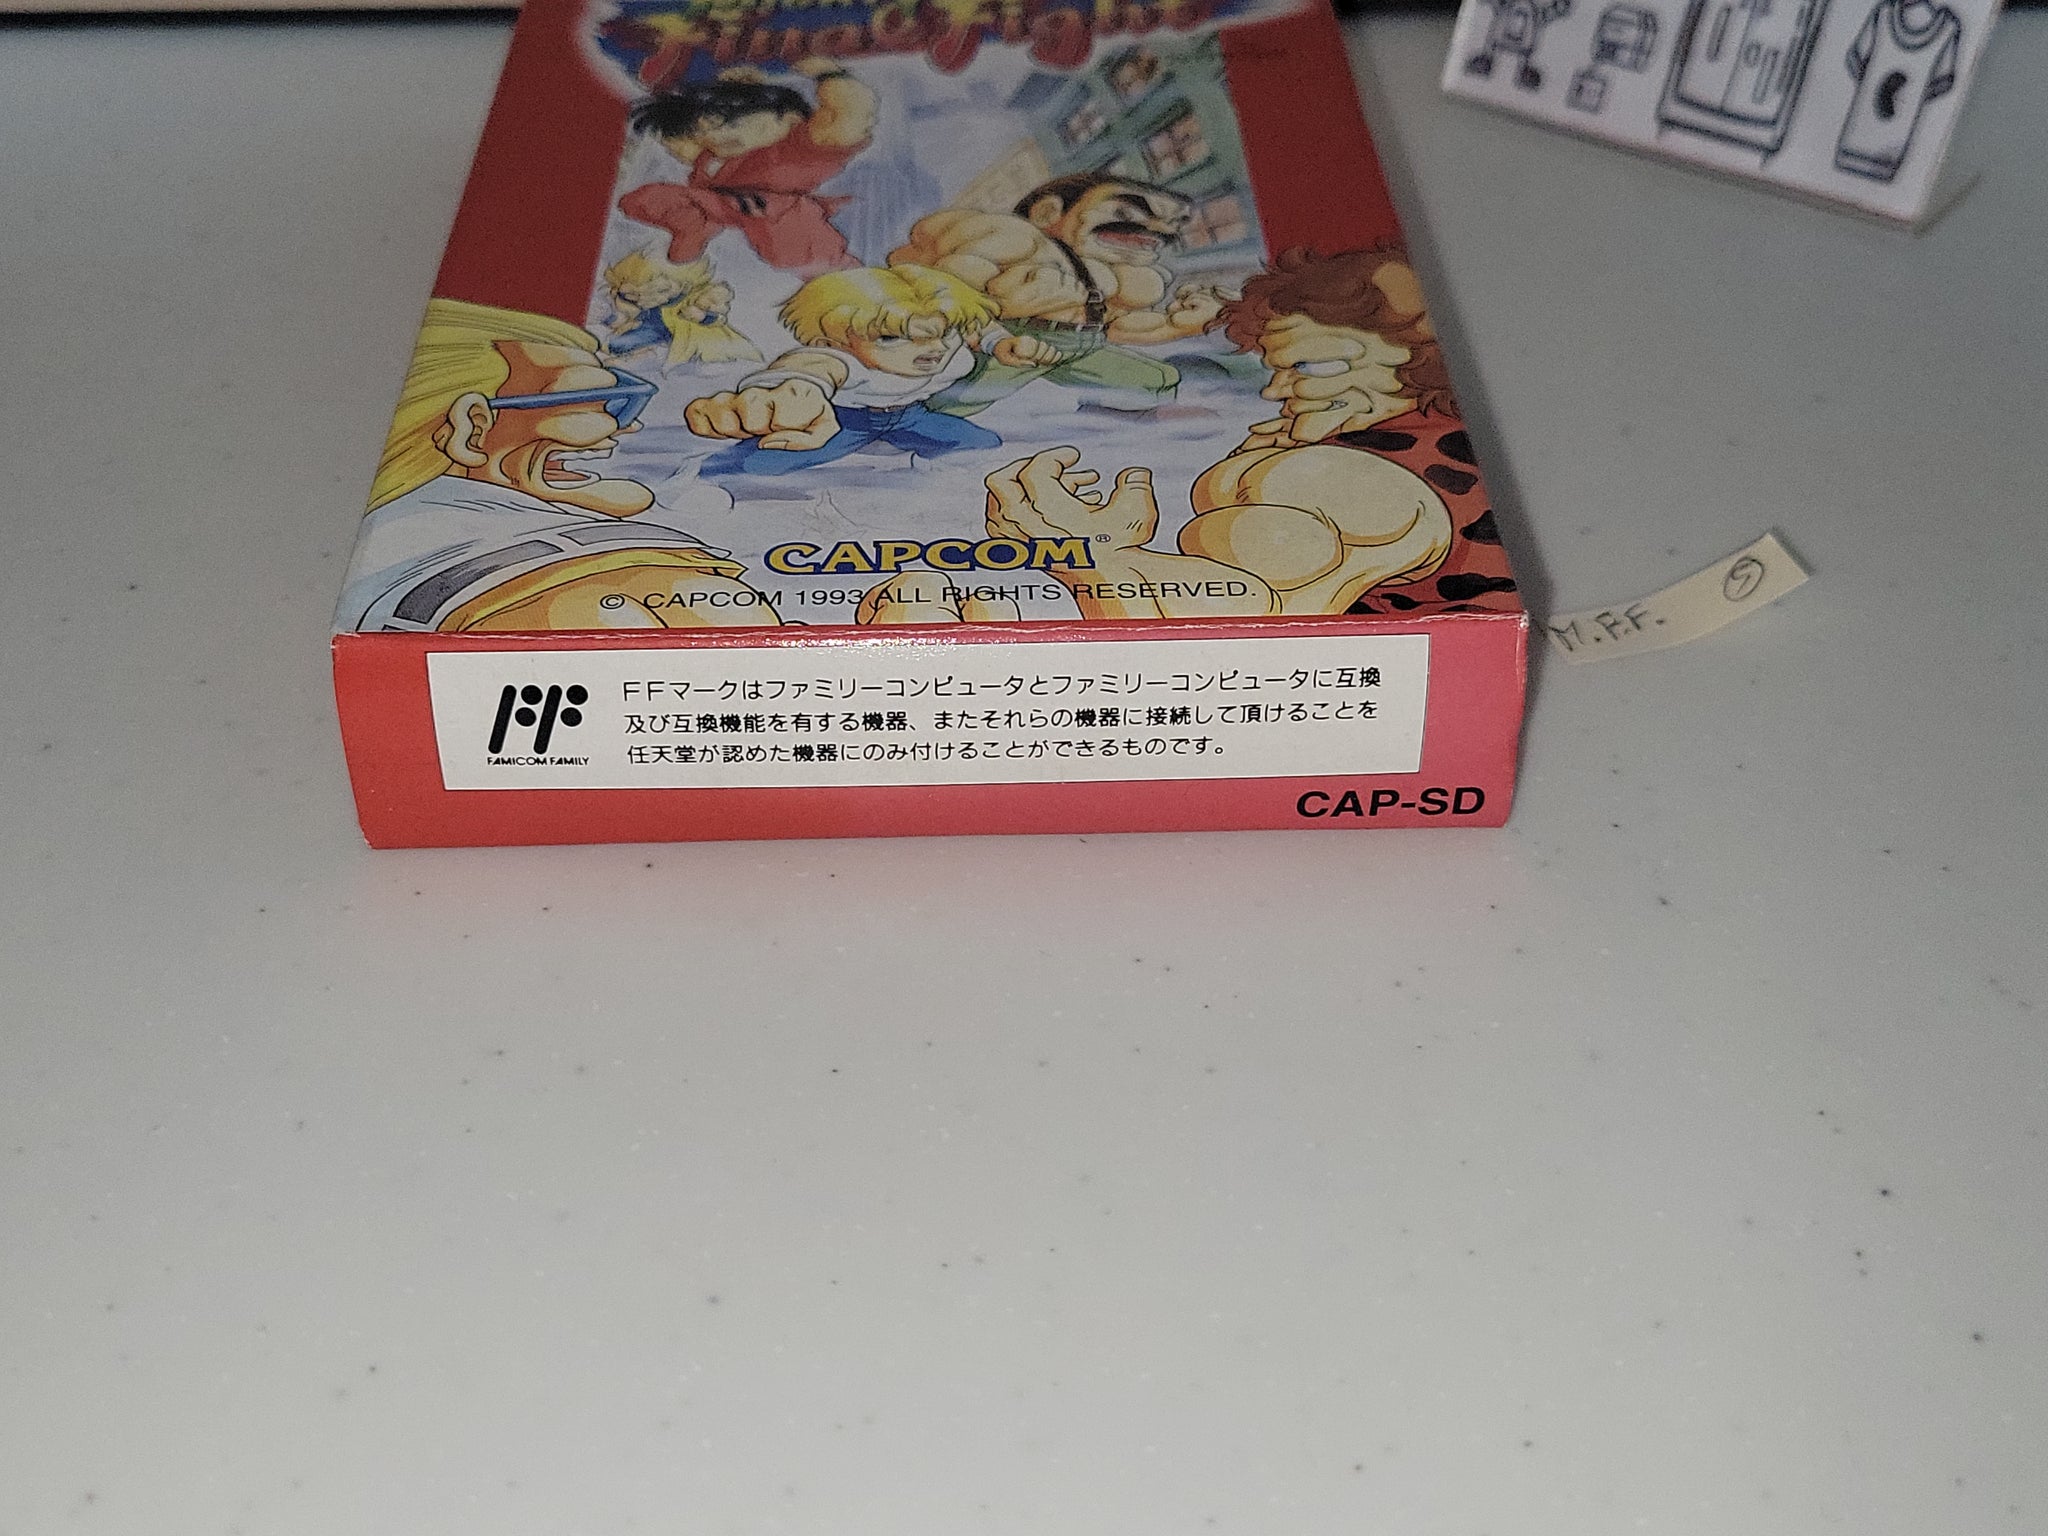 Final Fight
CAPCOM®
© CAPCOM 1993 ALL RIGHTS RESERVED.
FFマークはファミリーコンピュータとファミリーコンピュータに互換
及び互換機能を有する機器、またそれらの機器に接続して頂けることを
任天堂が認めた機器にのみ付けることができるものです。
FAMICOM FAMILY
CAP-SD
M.F.F. 5